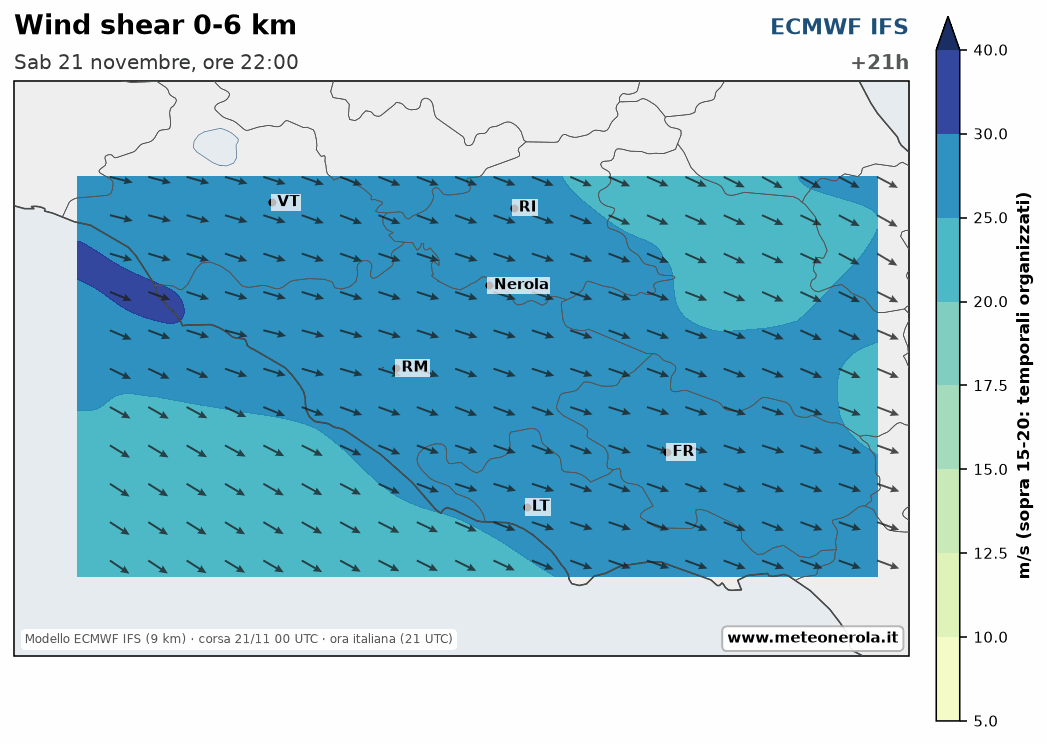 Wind shear 0-6 km
ECMWF IFS
Sab 21 novembre, ore 22:00
+21h
VT
RI
Nerola
RM
FR
LT
40.0
30.0
25.0
20.0
17.5
15.0
12.5
10.0
5.0
m/s (sopra 15-20: temporali organizzati)
Modello ECMWF IFS (9 km) · corsa 21/11 00 UTC · ora italiana (21 UTC)
www.meteonerola.it